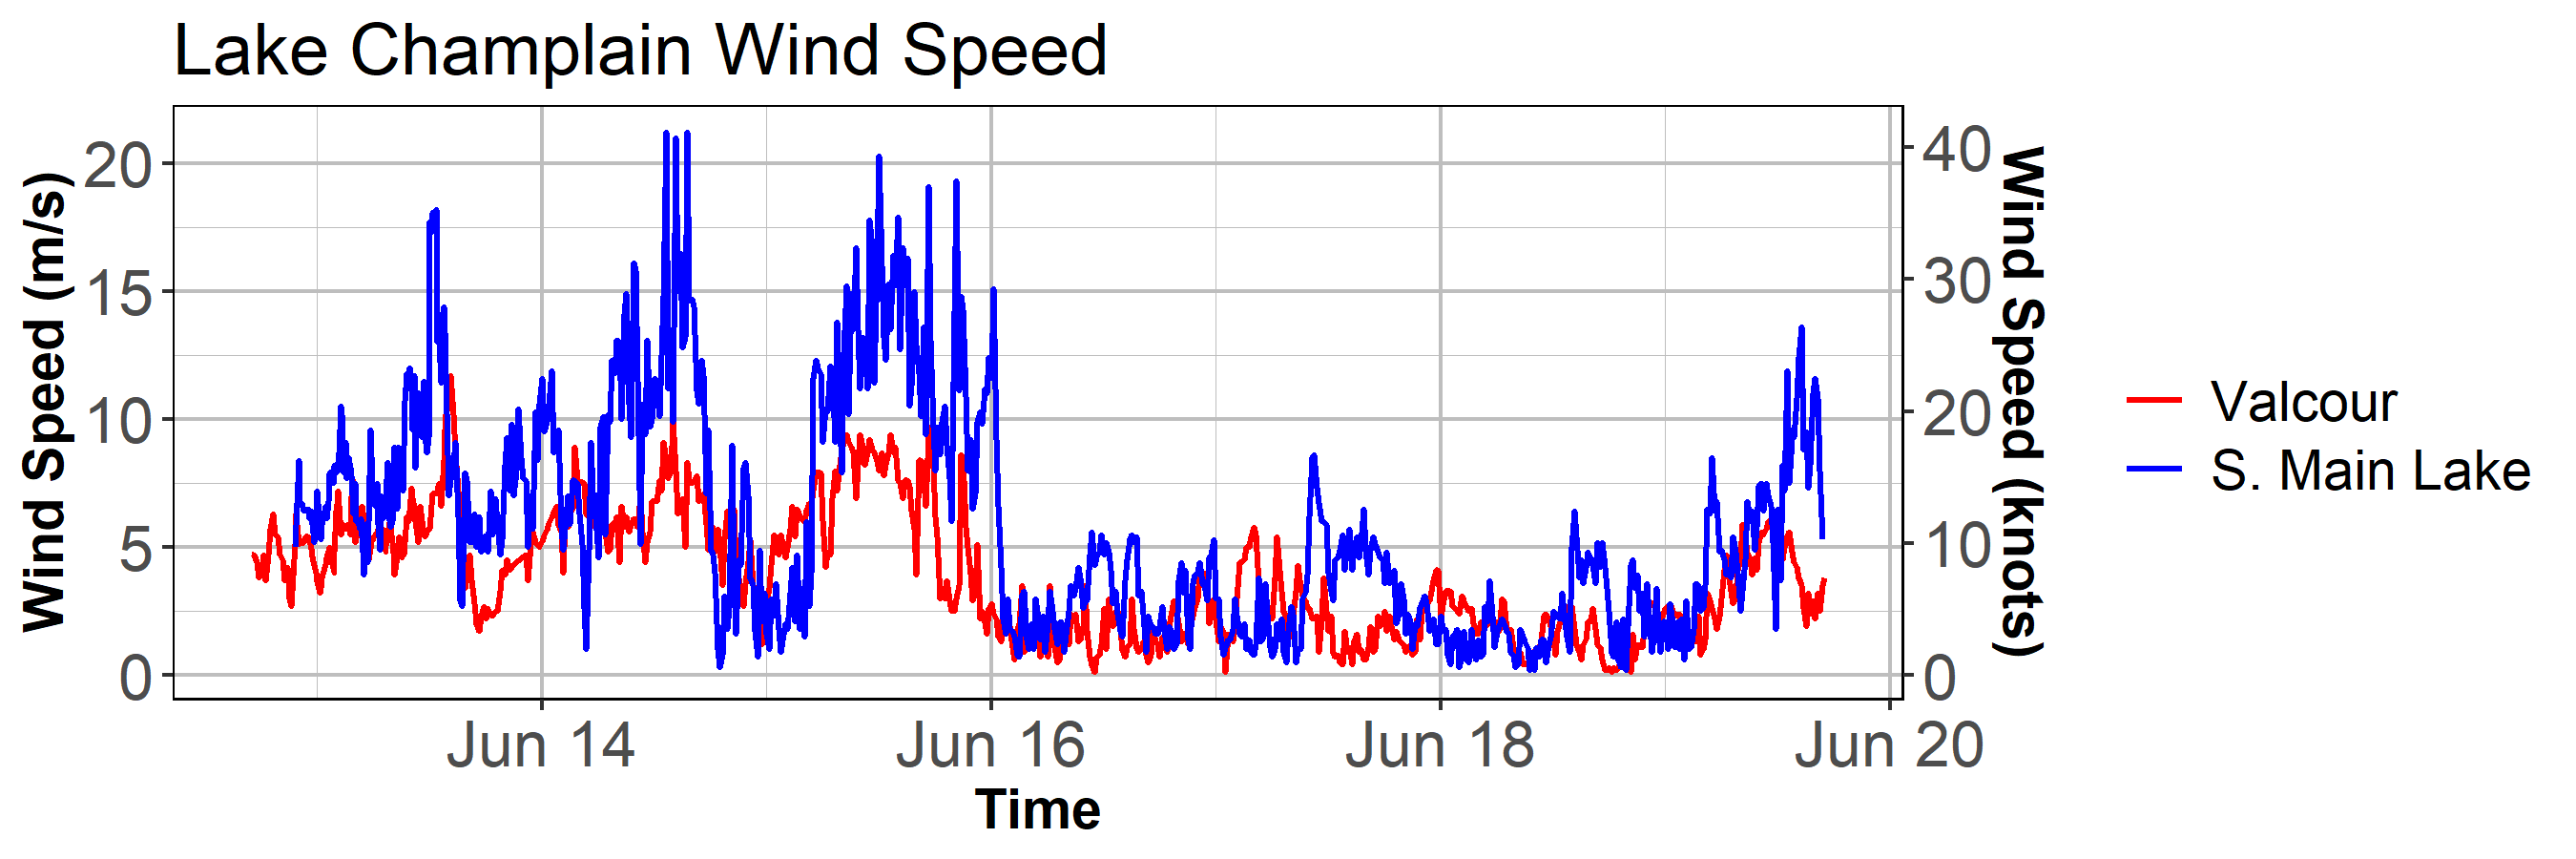 Lake Champlain Wind Speed
Wind Speed (m/s)
20
15
10
5
0
40
30
20
10
0
Wind Speed (knots)
Jun 14
Jun 16
Jun 18
Jun 20
Time
Valcour
S. Main Lake